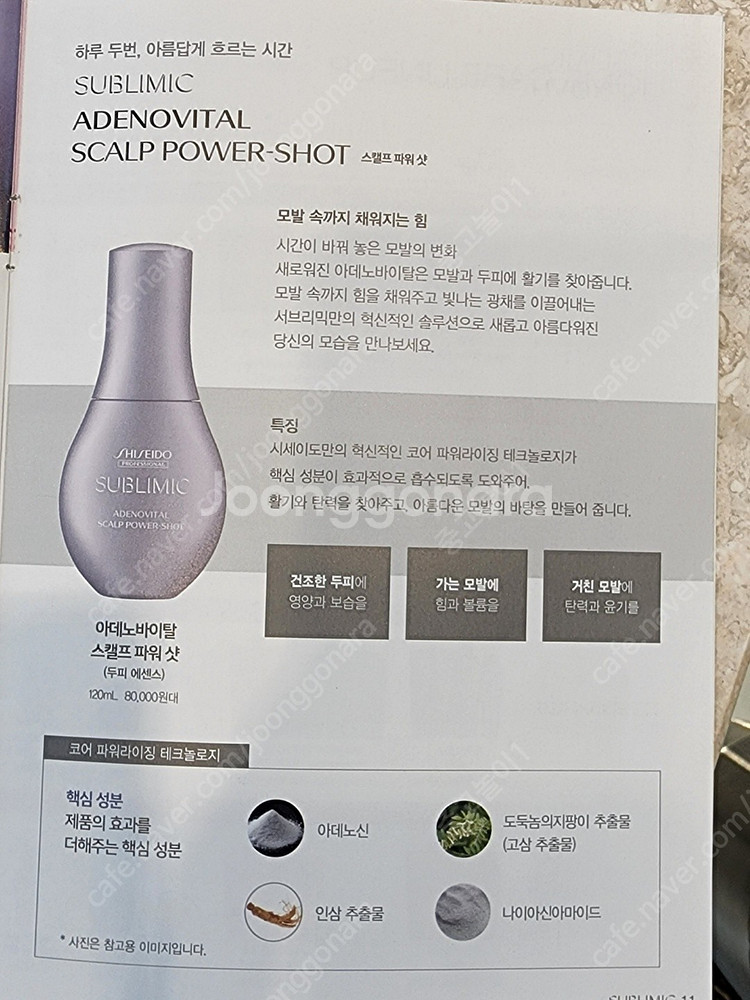 하루 두번, 아름답게 흐르는 시간
SUBLIMIC
ADENOVITAL
SCALP POWER-SHOT 스캘프 파워 샷
모발 속까지 채워지는 힘
시간이 바꿔 놓은 모발의 변화
새로워진 아데노바이탈은 모발과 두피에 활기를 찾아줍니다.
모발 속까지 힘을 채워주고 빛나는 광채를 이끌어내는
서브리믹만의 혁신적인 솔루션으로 새롭고 아름다워진
당신의 모습을 만나보세요.
특징
시세이도만의 혁신적인 코어 파워라이징 테크놀로지가
핵심 성분이 효과적으로 흡수되도록 도와주어,
활기와 탄력을 찾아주고, 아름다운 모발의 바탕을 만들어 줍니다.
SHISEIDO
PROFESSIONAL
SUBLIMIC
ADENOVITAL
SCALP POWER-SHOT
건조한 두피에
영양과 보습을
가는 모발에
힘과 볼륨을
거친 모발에
탄력과 윤기를
아데노바이탈
스캘프 파워 샷
(두피 에센스)
120mL 80,000원대
코어 파워라이징 테크놀로지
핵심 성분
제품의 효과를
더해주는 핵심 성분
아데노신
도둑놈의지팡이 추출물
(고삼 추출물)
인삼 추출물
나이아신아마이드
* 사진은 참고용 이미지입니다.
SUBLIMIC 11
Joonggonara
cafe.naver.com/joonggonara
중고놀이1